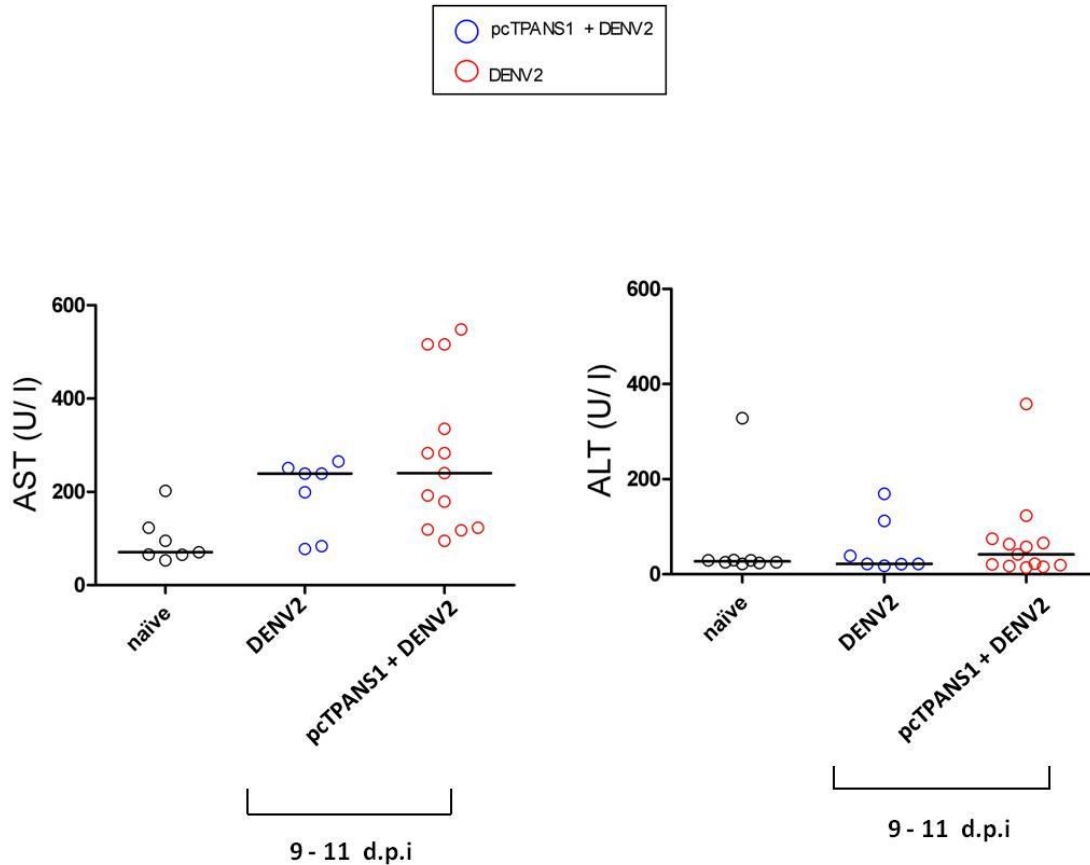 pcTPANS1 + DENV2
DENV2
AST (U/ l)
600
400
200
0
naïve
DENV2
pcTPANS1 + DENV2
9 - 11 d.p.i
ALT (U/ l)
600
400
200
0
naïve
DENV2
pcTPANS1 + DENV2
9 - 11 d.p.i